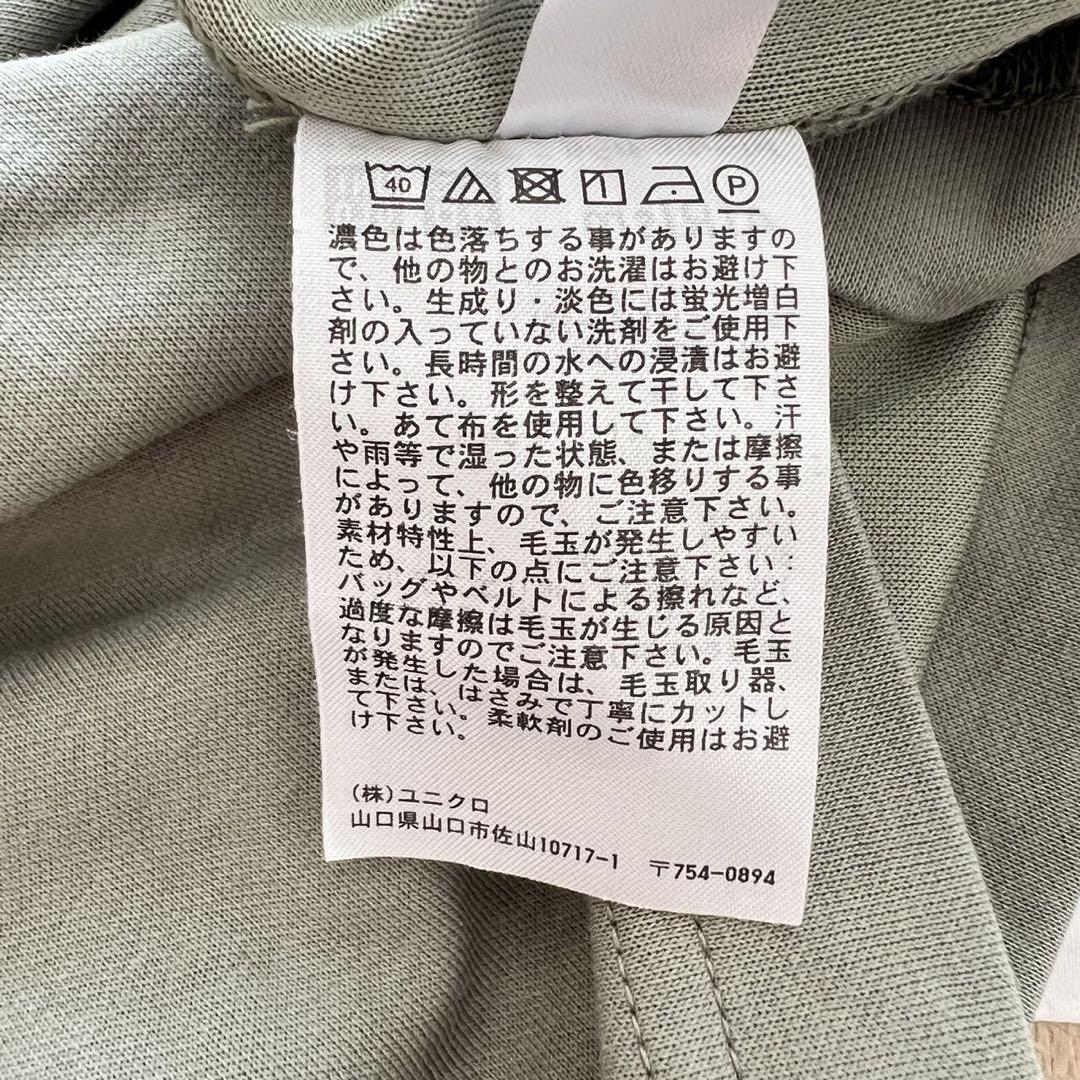 40 P
濃色は色落ちする事がありますの
で、他の物とのお洗濯はお避け下
さい。生成り・淡色には蛍光増白
剤の入っていない洗剤をご使用下
さい。長時間の水への浸漬はお避
け下さい。形を整えて干して下さ
い。あて布を使用して下さい。汗
や雨等で湿った状態、または摩擦
によって、他の物に色移りする事
がありますので、ご注意下さい。
素材特性上、毛玉が発生しやすい
ため、以下の点にご注意下さい：
バッグやベルトによる擦れなど、
過度な摩擦は毛玉が生じる原因と
なりますのでご注意下さい。毛玉
が発生した場合は、毛玉取り器、
または、はさみで丁寧にカットし
て下さい。柔軟剤のご使用はお避
け下さい。
(株)ユニクロ
山口県山口市佐山10717-1 〒754-0894